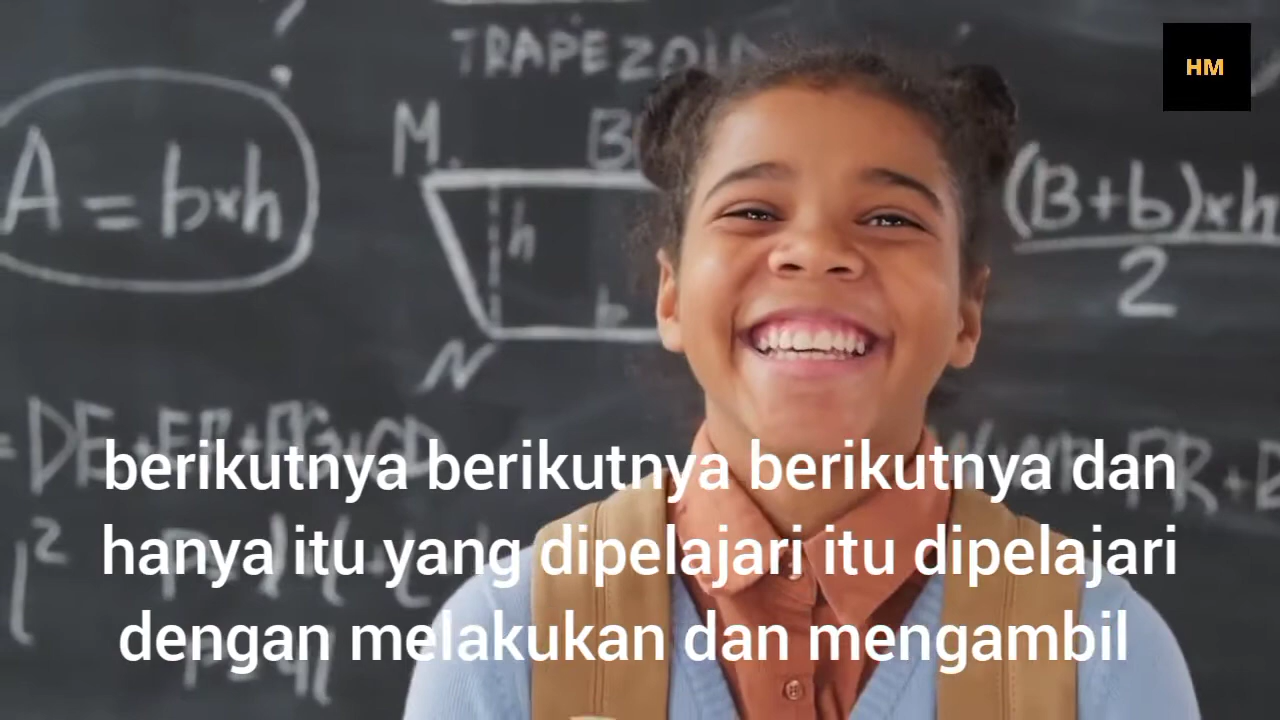 TRAPEZOID
HM
M
B
A = b×h
h
(B+b)×h
2
b
N
berikutnya berikutnya berikutnya dan
hanya itu yang dipelajari itu dipelajari
dengan melakukan dan mengambil